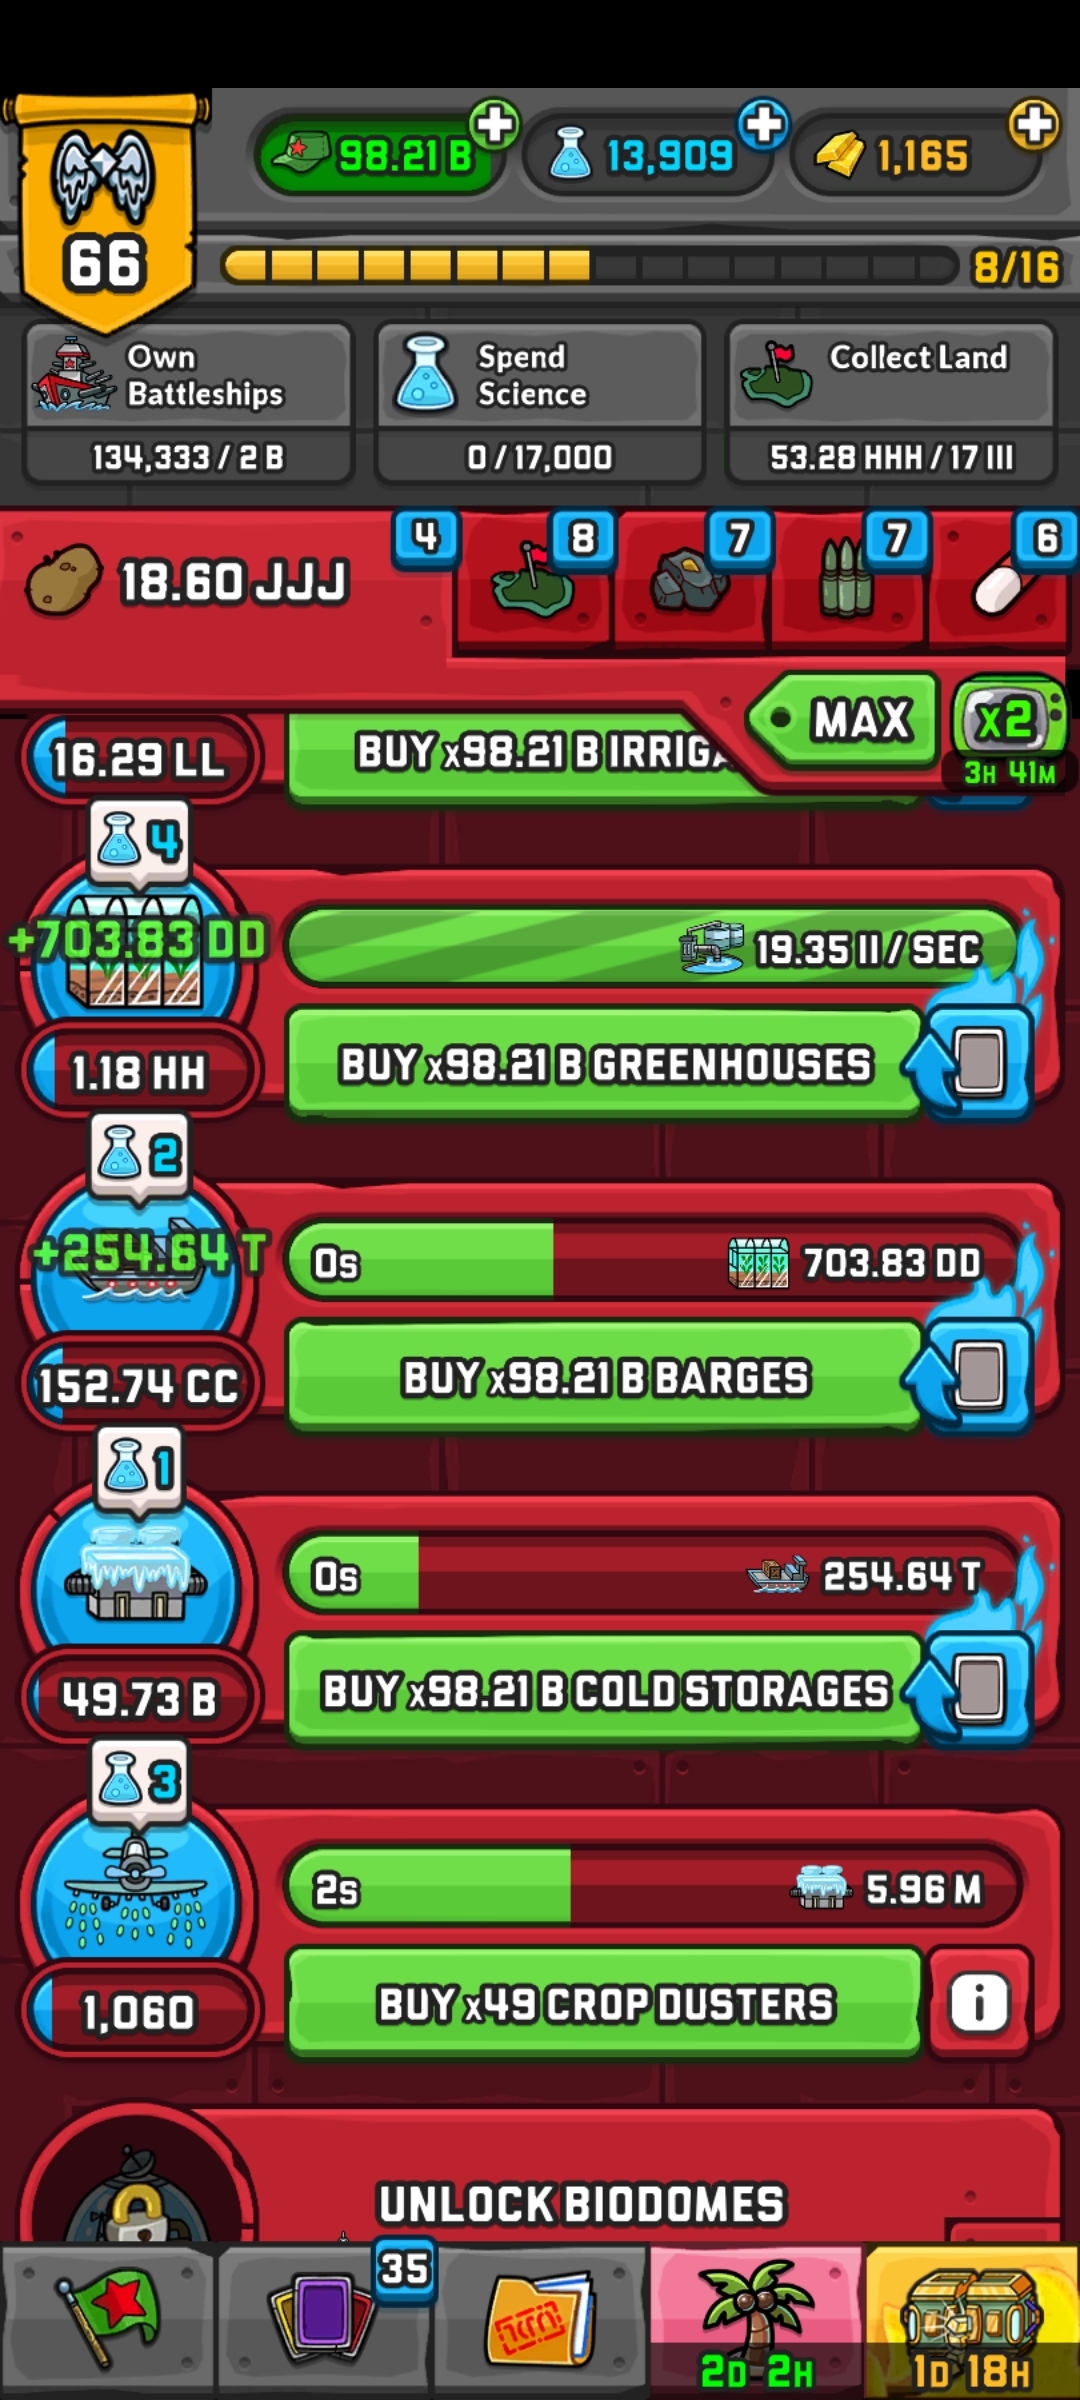 98.21 B
13,909
1,165
66
8/16
Own
Battleships
134,333 / 2 B
Spend
Science
0 / 17,000
Collect Land
53.28 HHH / 17 III
18.60 JJJ
4
8
7
7
6
MAX
x2
3H 41M
16.29 LL
BUY x98.21 B IRRIGA
4
+703.83 DD
19.35 II / SEC
1.18 HH
BUY x98.21 B GREENHOUSES
2
+254.64 T
0s
703.83 DD
152.74 CC
BUY x98.21 B BARGES
1
0s
254.64 T
49.73 B
BUY x98.21 B COLD STORAGES
3
2s
5.96 M
1,060
BUY x49 CROP DUSTERS
i
UNLOCK BIODOMES
35
2D 2H
1D 18H